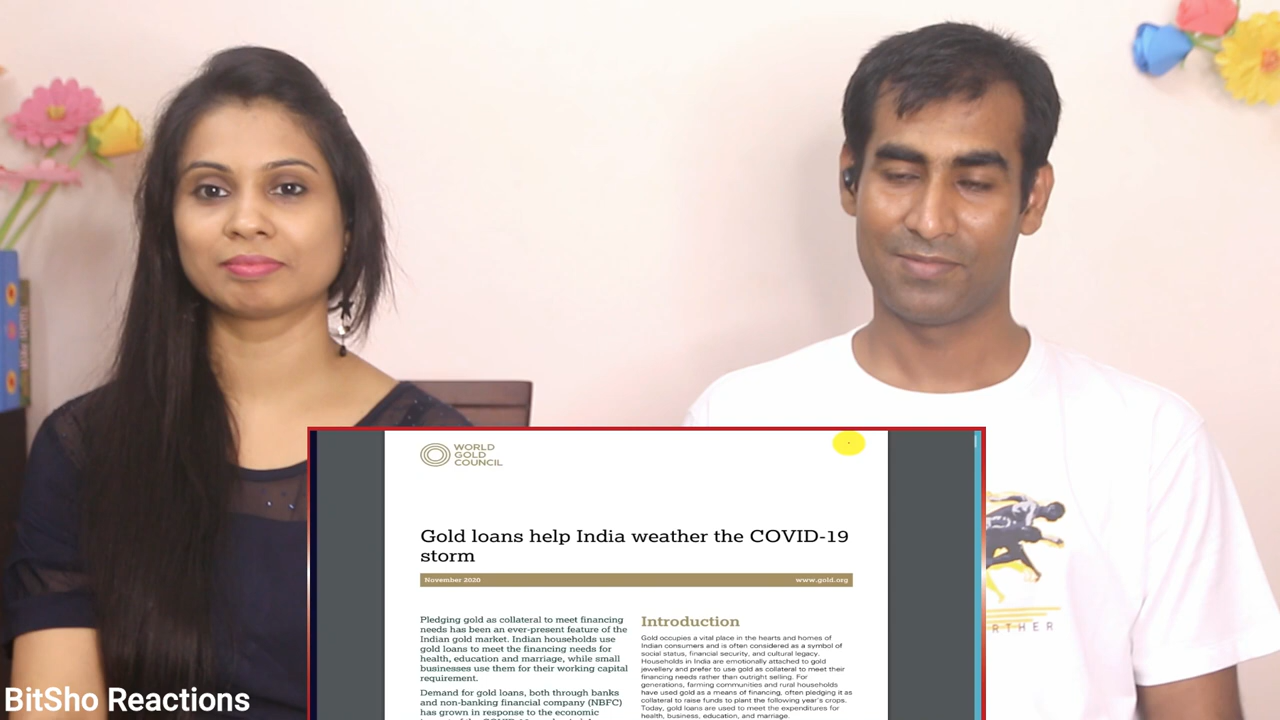 WORLD
GOLD
COUNCIL
Gold loans help India weather the COVID-19
storm
November 2020
www.gold.org
Pledging gold as collateral to meet financing
needs has been an ever-present feature of the
Indian gold market. Indian households use
gold loans to meet the financing needs for
health, education and marriage, while small
businesses use them for their working capital
requirement.
Demand for gold loans, both through banks
and non-banking financial company (NBFC)
has grown in response to the economic
Introduction
Gold occupies a vital place in the hearts and homes of
Indian consumers and is often considered as a symbol of
social status, financial security, and cultural legacy.
Households in India are emotionally attached to gold
jewellery and prefer to use gold as collateral to meet their
financing needs rather than outright selling. For
generations, farming communities and rural households
have used gold as a means of financing, often pledging it as
collateral to raise funds to plant the following year's crops.
Today, gold loans are used to meet the expenditures for
health, business, education, and marriage.
RTHER
BitSho Reactions